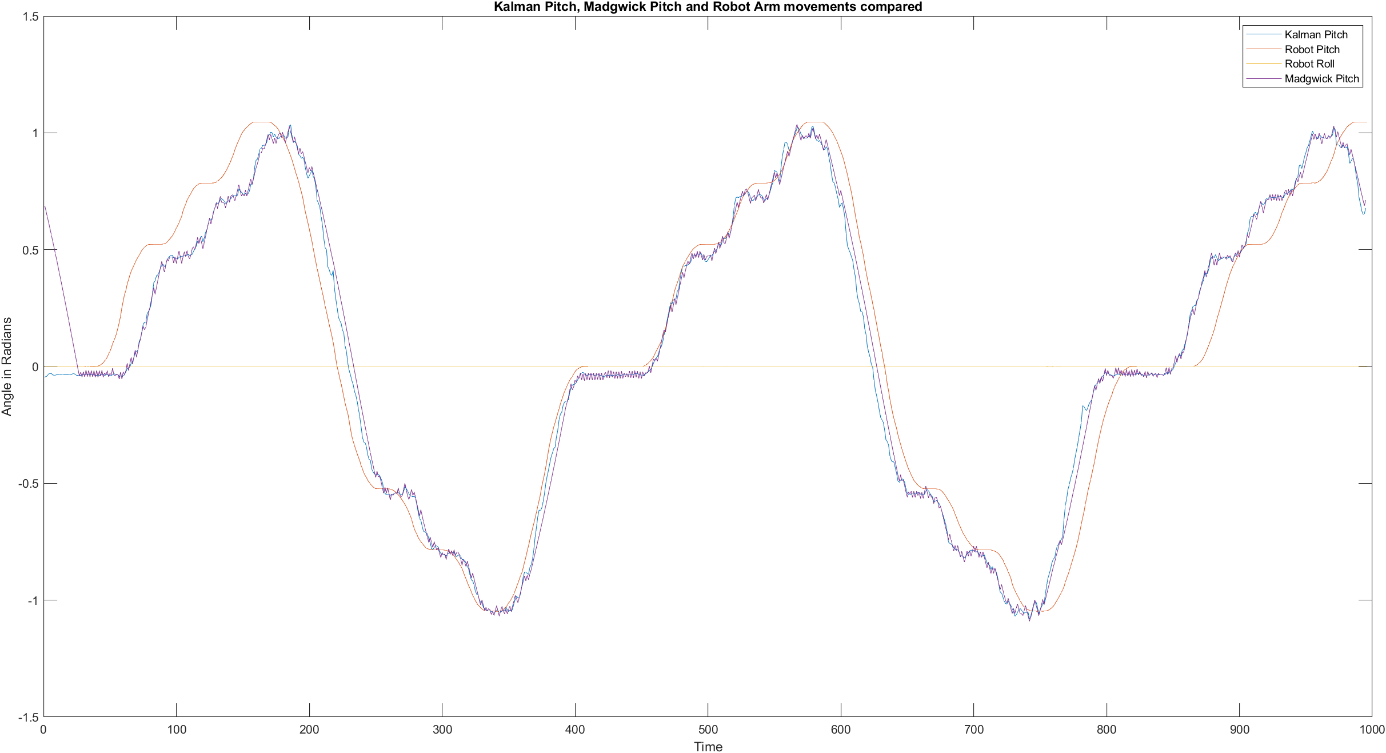 Kalman Pitch, Madgwick Pitch and Robot Arm movements compared
1.5
Kalman Pitch
Robot Pitch
Robot Roll
Madgwick Pitch
1
0.5
0
-0.5
-1
-1.5
Angle in Radians
0 100 200 300 400 500 600 700 800 900 1000
Time